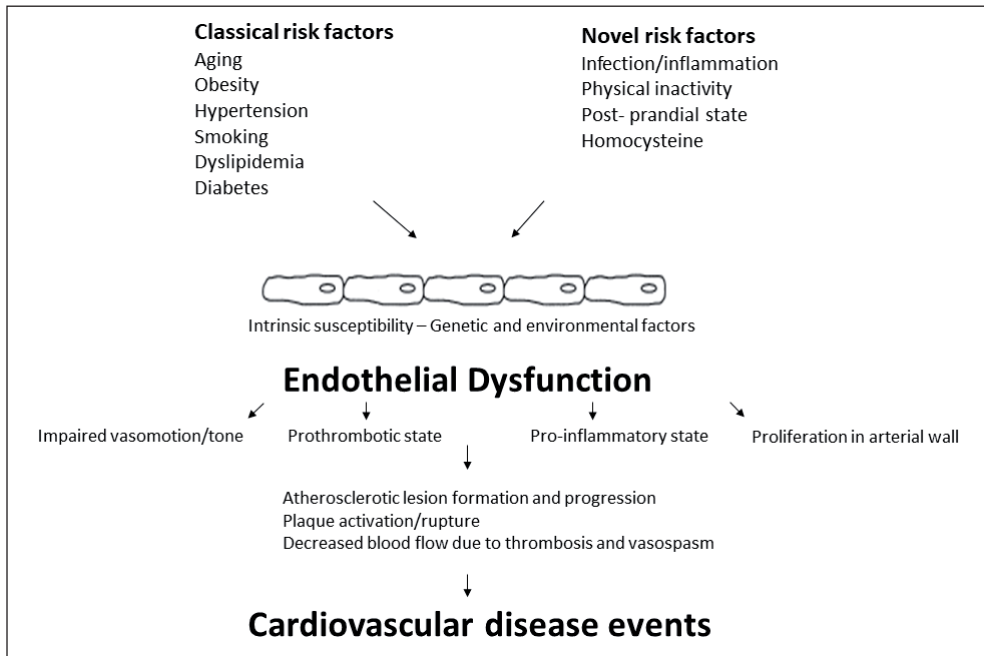 Classical risk factors
Aging
Obesity
Hypertension
Smoking
Dyslipidemia
Diabetes
Novel risk factors
Infection/inflammation
Physical inactivity
Post- prandial state
Homocysteine
Intrinsic susceptibility – Genetic and environmental factors
Endothelial Dysfunction
Impaired vasomotion/tone
Prothrombotic state
Pro-inflammatory state
Proliferation in arterial wall
Atherosclerotic lesion formation and progression
Plaque activation/rupture
Decreased blood flow due to thrombosis and vasospasm
Cardiovascular disease events